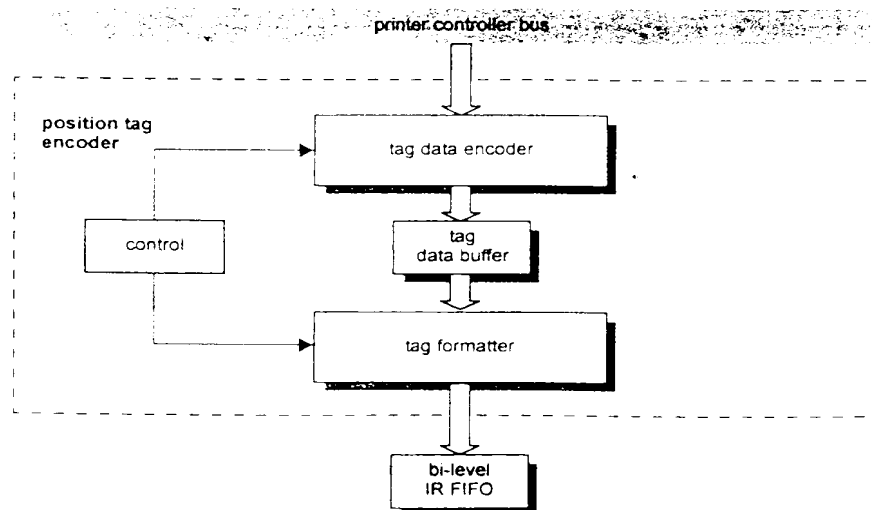 printer controller bus
position tag
encoder
tag data encoder
control
tag
data buffer
tag formatter
bi-level
IR FIFO